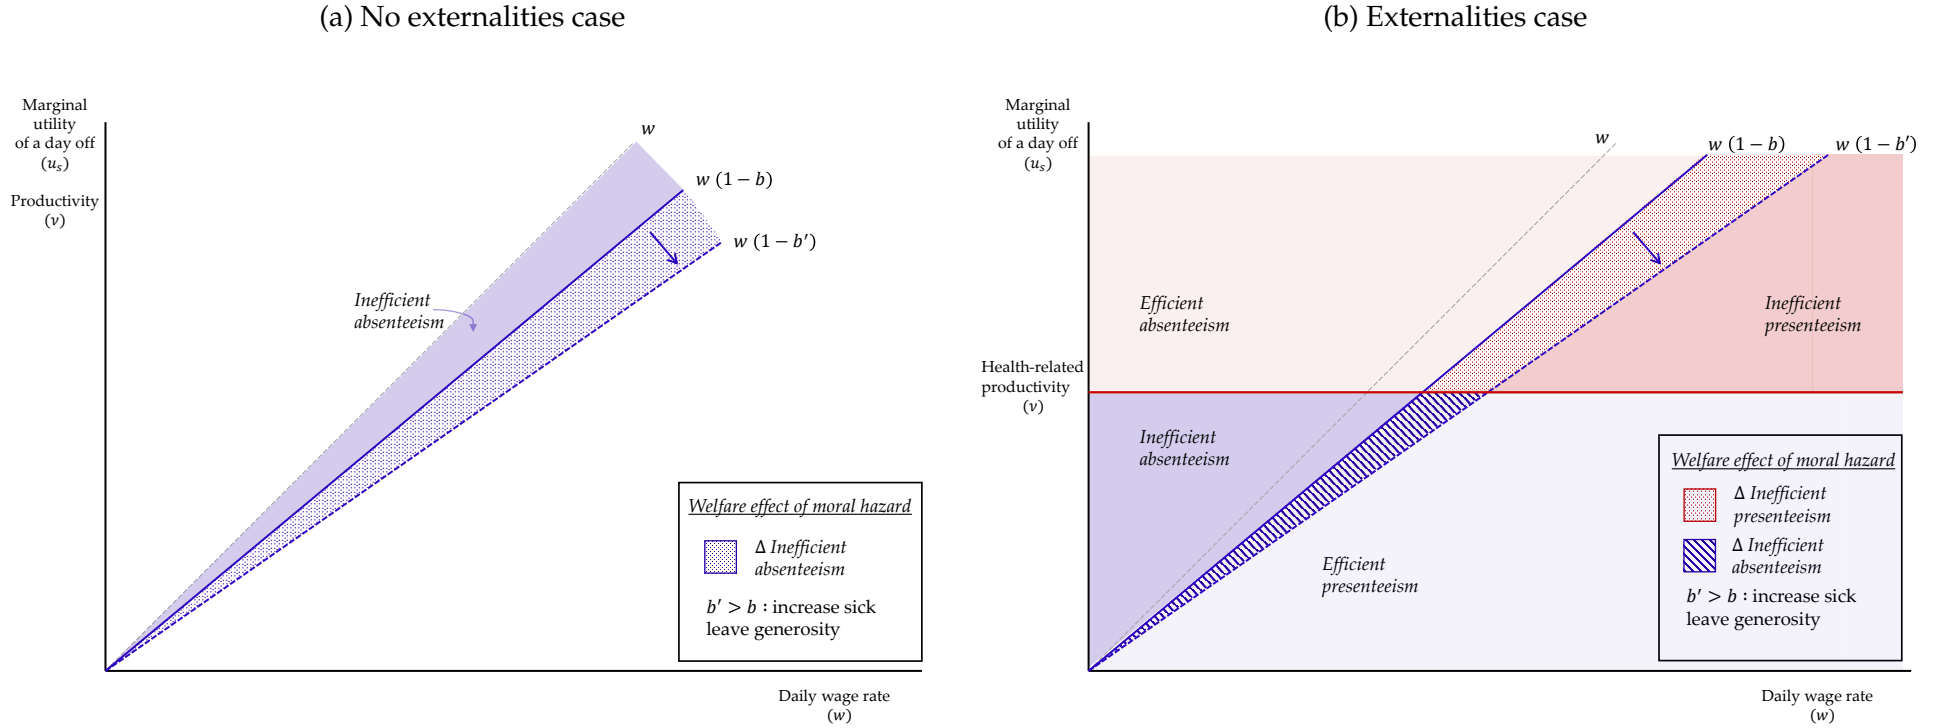 (a) No externalities case
Marginal
utility
of a day off
(uₛ)
Productivity
(ν)
w
w (1 − b)
w (1 − b′)
Inefficient
absenteeism
Welfare effect of moral hazard
Δ Inefficient
absenteeism
b′ > b : increase sick
leave generosity
Daily wage rate
(w)
(b) Externalities case
Marginal
utility
of a day off
(uₛ)
Health-related
productivity
(ν)
w
w (1 − b)
w (1 − b′)
Efficient
absenteeism
Inefficient
presenteeism
Inefficient
absenteeism
Efficient
presenteeism
Welfare effect of moral hazard
Δ Inefficient
presenteeism
Δ Inefficient
absenteeism
b′ > b : increase sick
leave generosity
Daily wage rate
(w)